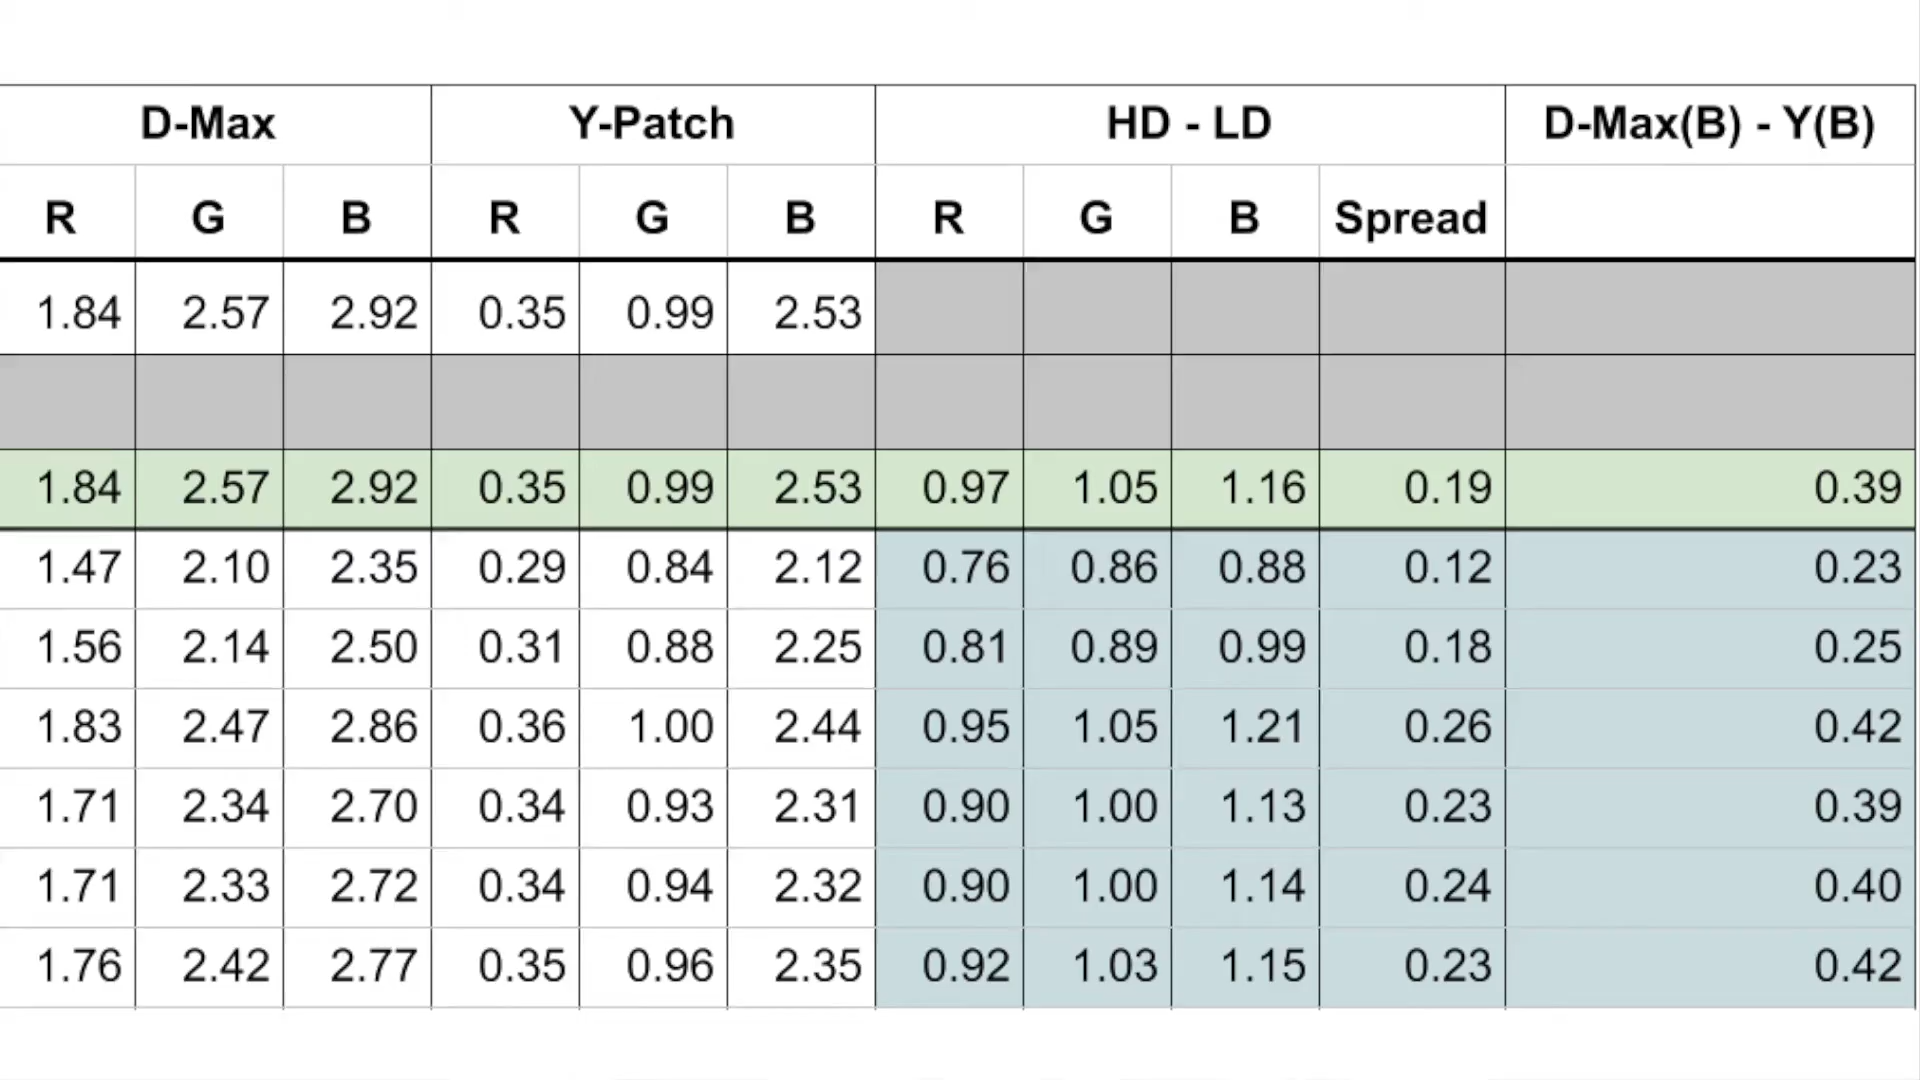 D-Max Y-Patch HD - LD D-Max(B) - Y(B)
R G B R G B R G B Spread
1.84 2.57 2.92 0.35 0.99 2.53
1.84 2.57 2.92 0.35 0.99 2.53 0.97 1.05 1.16 0.19 0.39
1.47 2.10 2.35 0.29 0.84 2.12 0.76 0.86 0.88 0.12 0.23
1.56 2.14 2.50 0.31 0.88 2.25 0.81 0.89 0.99 0.18 0.25
1.83 2.47 2.86 0.36 1.00 2.44 0.95 1.05 1.21 0.26 0.42
1.71 2.34 2.70 0.34 0.93 2.31 0.90 1.00 1.13 0.23 0.39
1.71 2.33 2.72 0.34 0.94 2.32 0.90 1.00 1.14 0.24 0.40
1.76 2.42 2.77 0.35 0.96 2.35 0.92 1.03 1.15 0.23 0.42